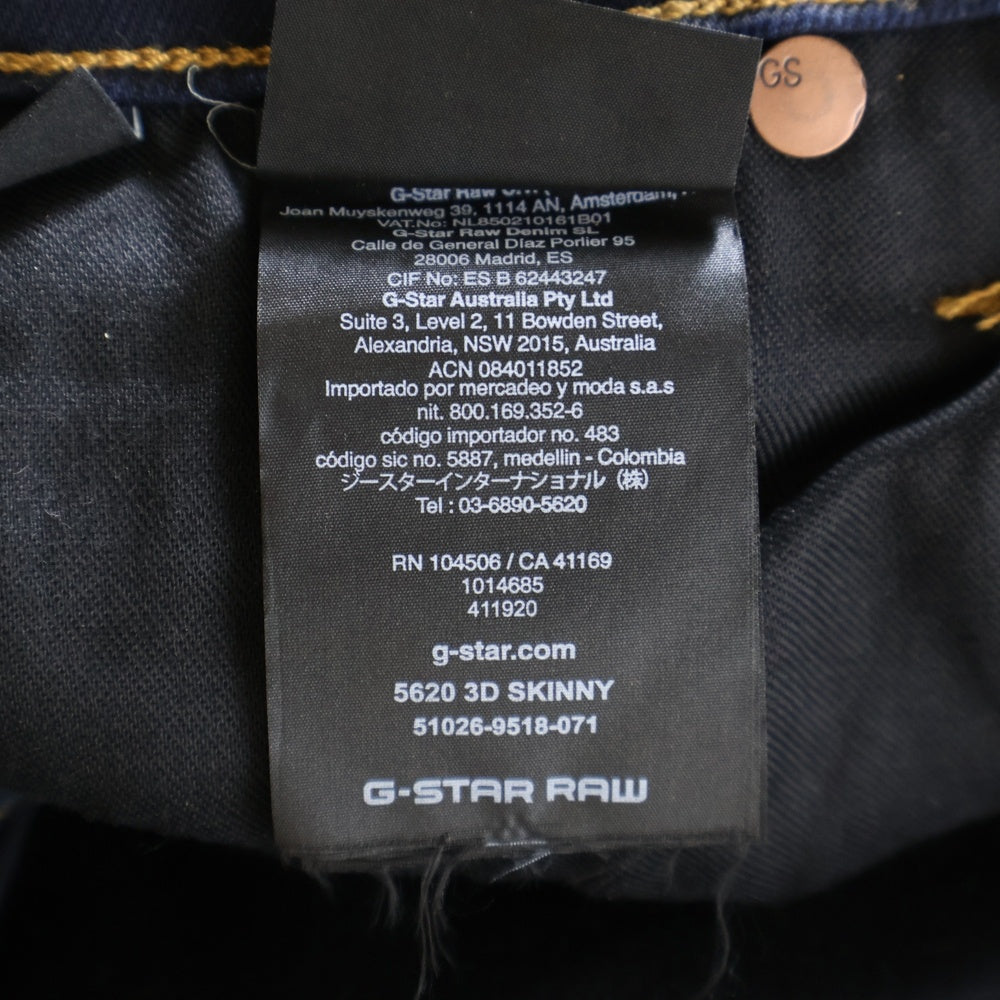 GS
G-Star Raw
Joan Muyskenweg 39, 1114 AN, Amsterdam,
VAT.No: NL850210161B01
G-Star Raw Denim SL
Calle de General Diaz Porlier 95
28006 Madrid, ES
CIF No: ES B 62443247
G-Star Australia Pty Ltd
Suite 3, Level 2, 11 Bowden Street,
Alexandria, NSW 2015, Australia
ACN 084011852
Importado por mercadeo y moda s.a.s
nit. 800.169.352-6
código importador no. 483
código sic no. 5887, medellin - Colombia
ジースターインターナショナル（株）
Tel : 03-6890-5620
RN 104506 / CA 41169
1014685
411920
g-star.com
5620 3D SKINNY
51026-9518-071
G-STAR RAW